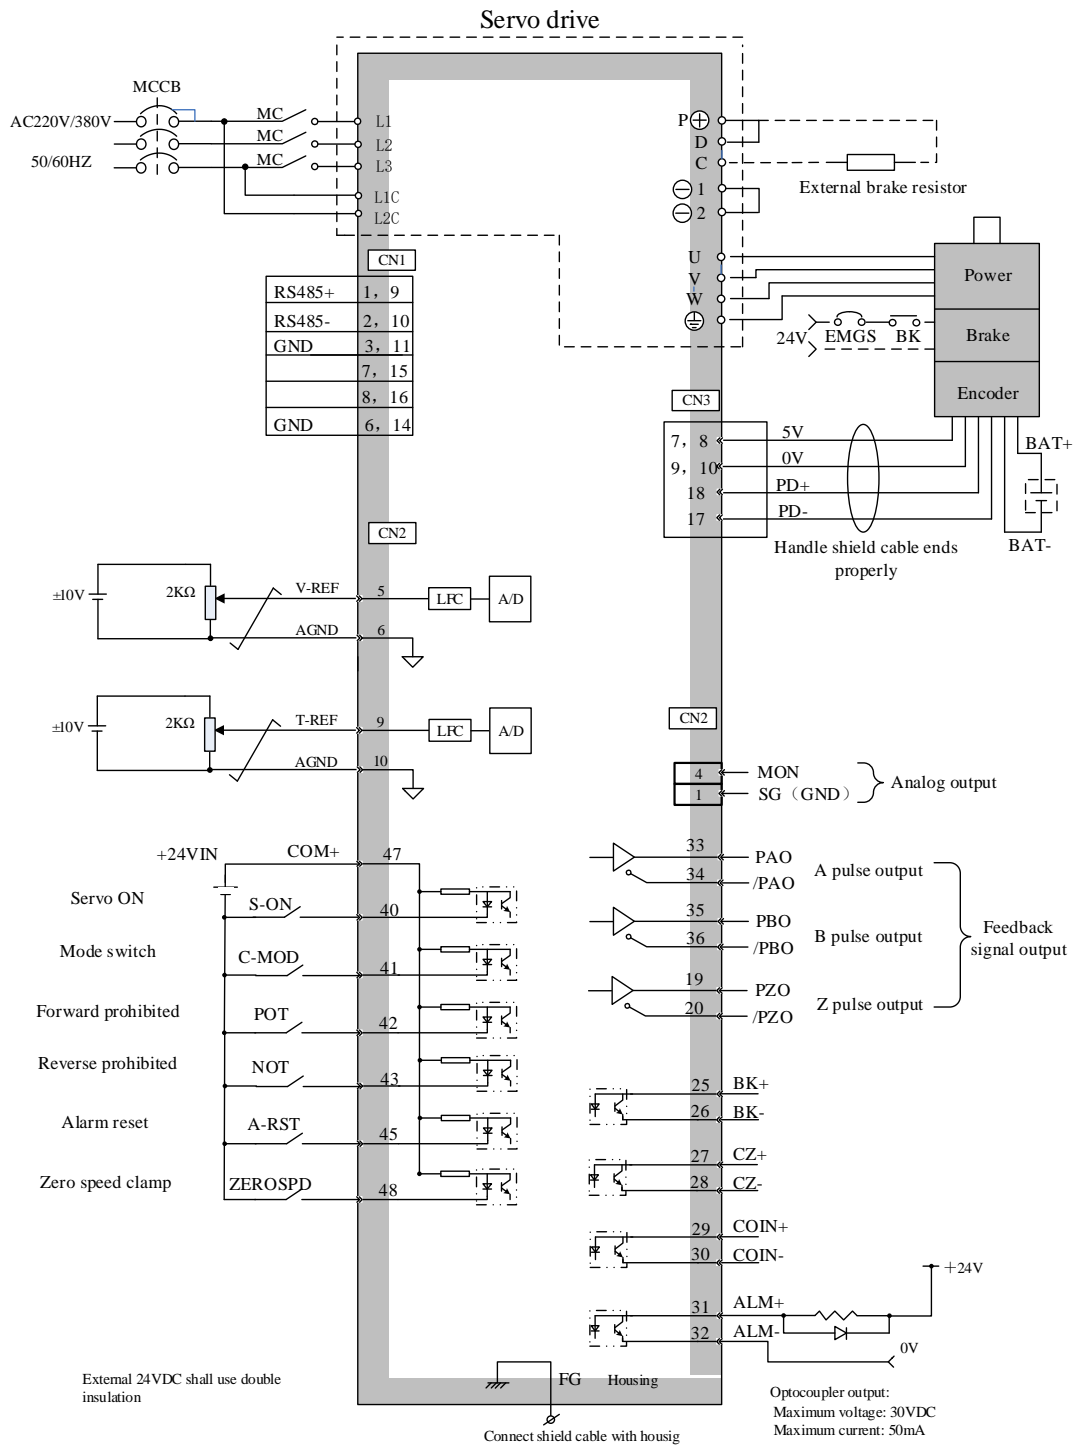 Servo drive
MCCB
AC220V/380V
50/60HZ
MC
MC
MC
L1
L2
L3
L1C
L2C
P
D
C
1
2
External brake resistor
U
V
W
Power
Brake
Encoder
24V
EMGS
BK
CN1
RS485+ 1, 9
RS485- 2, 10
GND 3, 11
7, 15
8, 16
GND 6, 14
CN3
7, 8 5V
9, 10 0V
18 PD+
17 PD-
BAT+
BAT-
Handle shield cable ends
properly
CN2
±10V
2KΩ
V-REF
5
LFC
A/D
AGND
6
±10V
2KΩ
T-REF
9
LFC
A/D
AGND
10
CN2
4 MON
1 SG（GND）
Analog output
+24VIN
COM+
47
Servo ON
S-ON
40
Mode switch
C-MOD
41
Forward prohibited
POT
42
Reverse prohibited
NOT
43
Alarm reset
A-RST
45
Zero speed clamp
ZEROSPD
48
33 PAO
34 /PAO
A pulse output
35 PBO
36 /PBO
B pulse output
19 PZO
20 /PZO
Z pulse output
Feedback
signal output
25 BK+
26 BK-
27 CZ+
28 CZ-
29 COIN+
30 COIN-
31 ALM+
32 ALM-
+24V
0V
External 24VDC shall use double
insulation
FG
Housing
Connect shield cable with housig
Optocoupler output:
Maximum voltage: 30VDC
Maximum current: 50mA